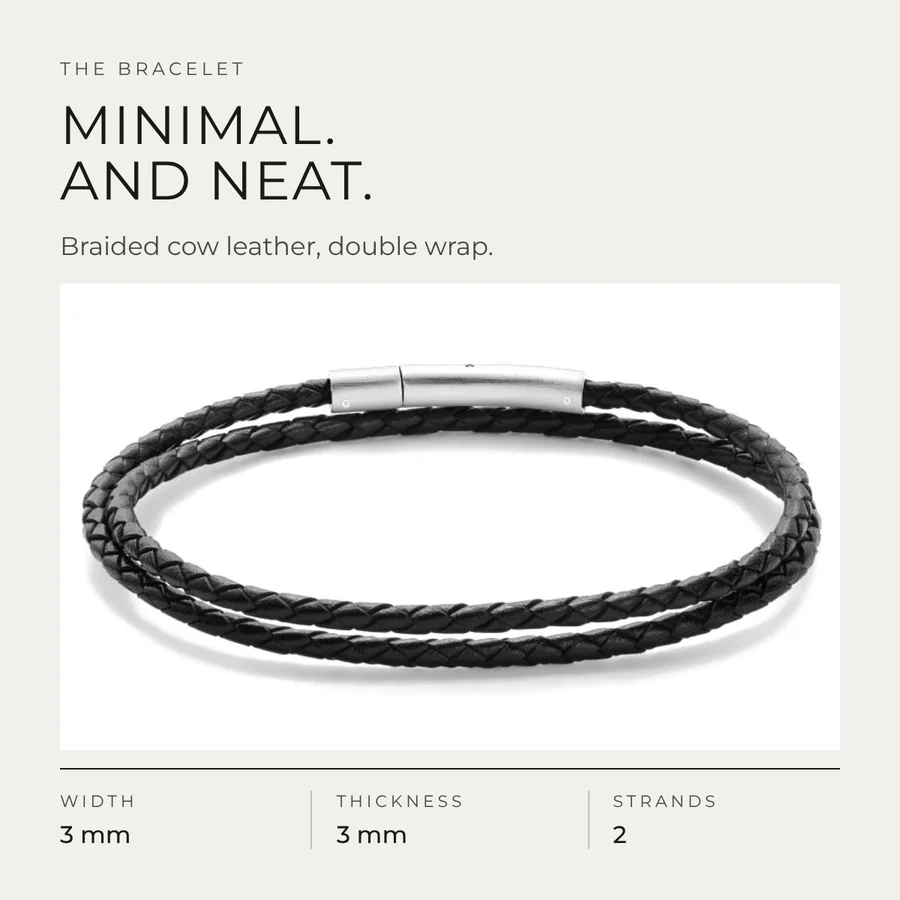 THE BRACELET
MINIMAL.
AND NEAT.
Braided cow leather, double wrap.
WIDTH
3 mm
THICKNESS
3 mm
STRANDS
2